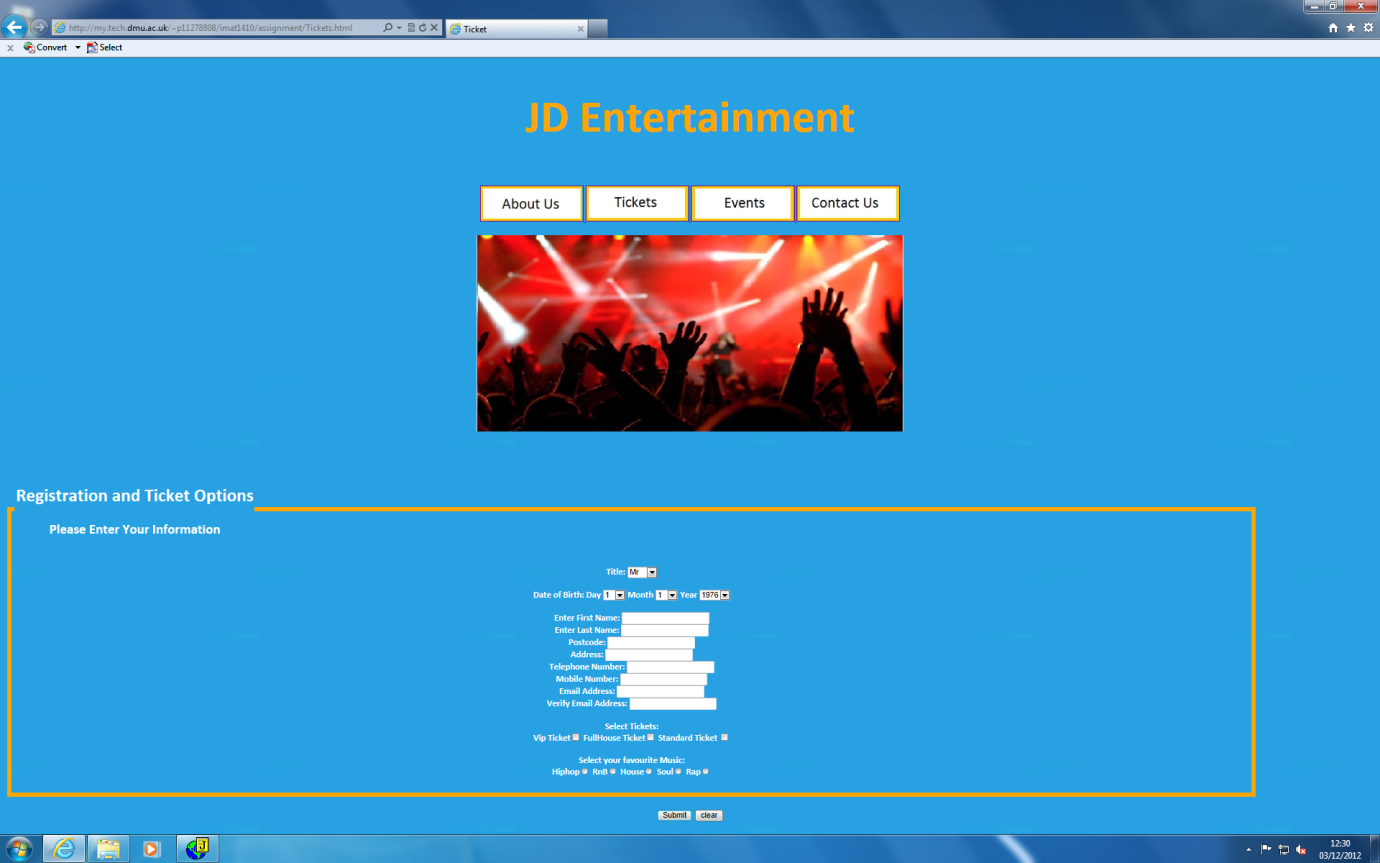 http://my.tech.dmu.ac.uk/~p11278808/imat1410/assignment/Tickets.html
Ticket
Convert Select
JD Entertainment
About Us Tickets Events Contact Us
Registration and Ticket Options
Please Enter Your Information
Title: Mr
Date of Birth: Day 1 Month 1 Year 1976
Enter First Name:
Enter Last Name:
Postcode:
Address:
Telephone Number:
Mobile Number:
Email Address:
Verify Email Address:
Select Tickets:
Vip Ticket FullHouse Ticket Standard Ticket
Select your favourite Music:
Hiphop RnB House Soul Rap
Submit clear
12:30
03/12/2012